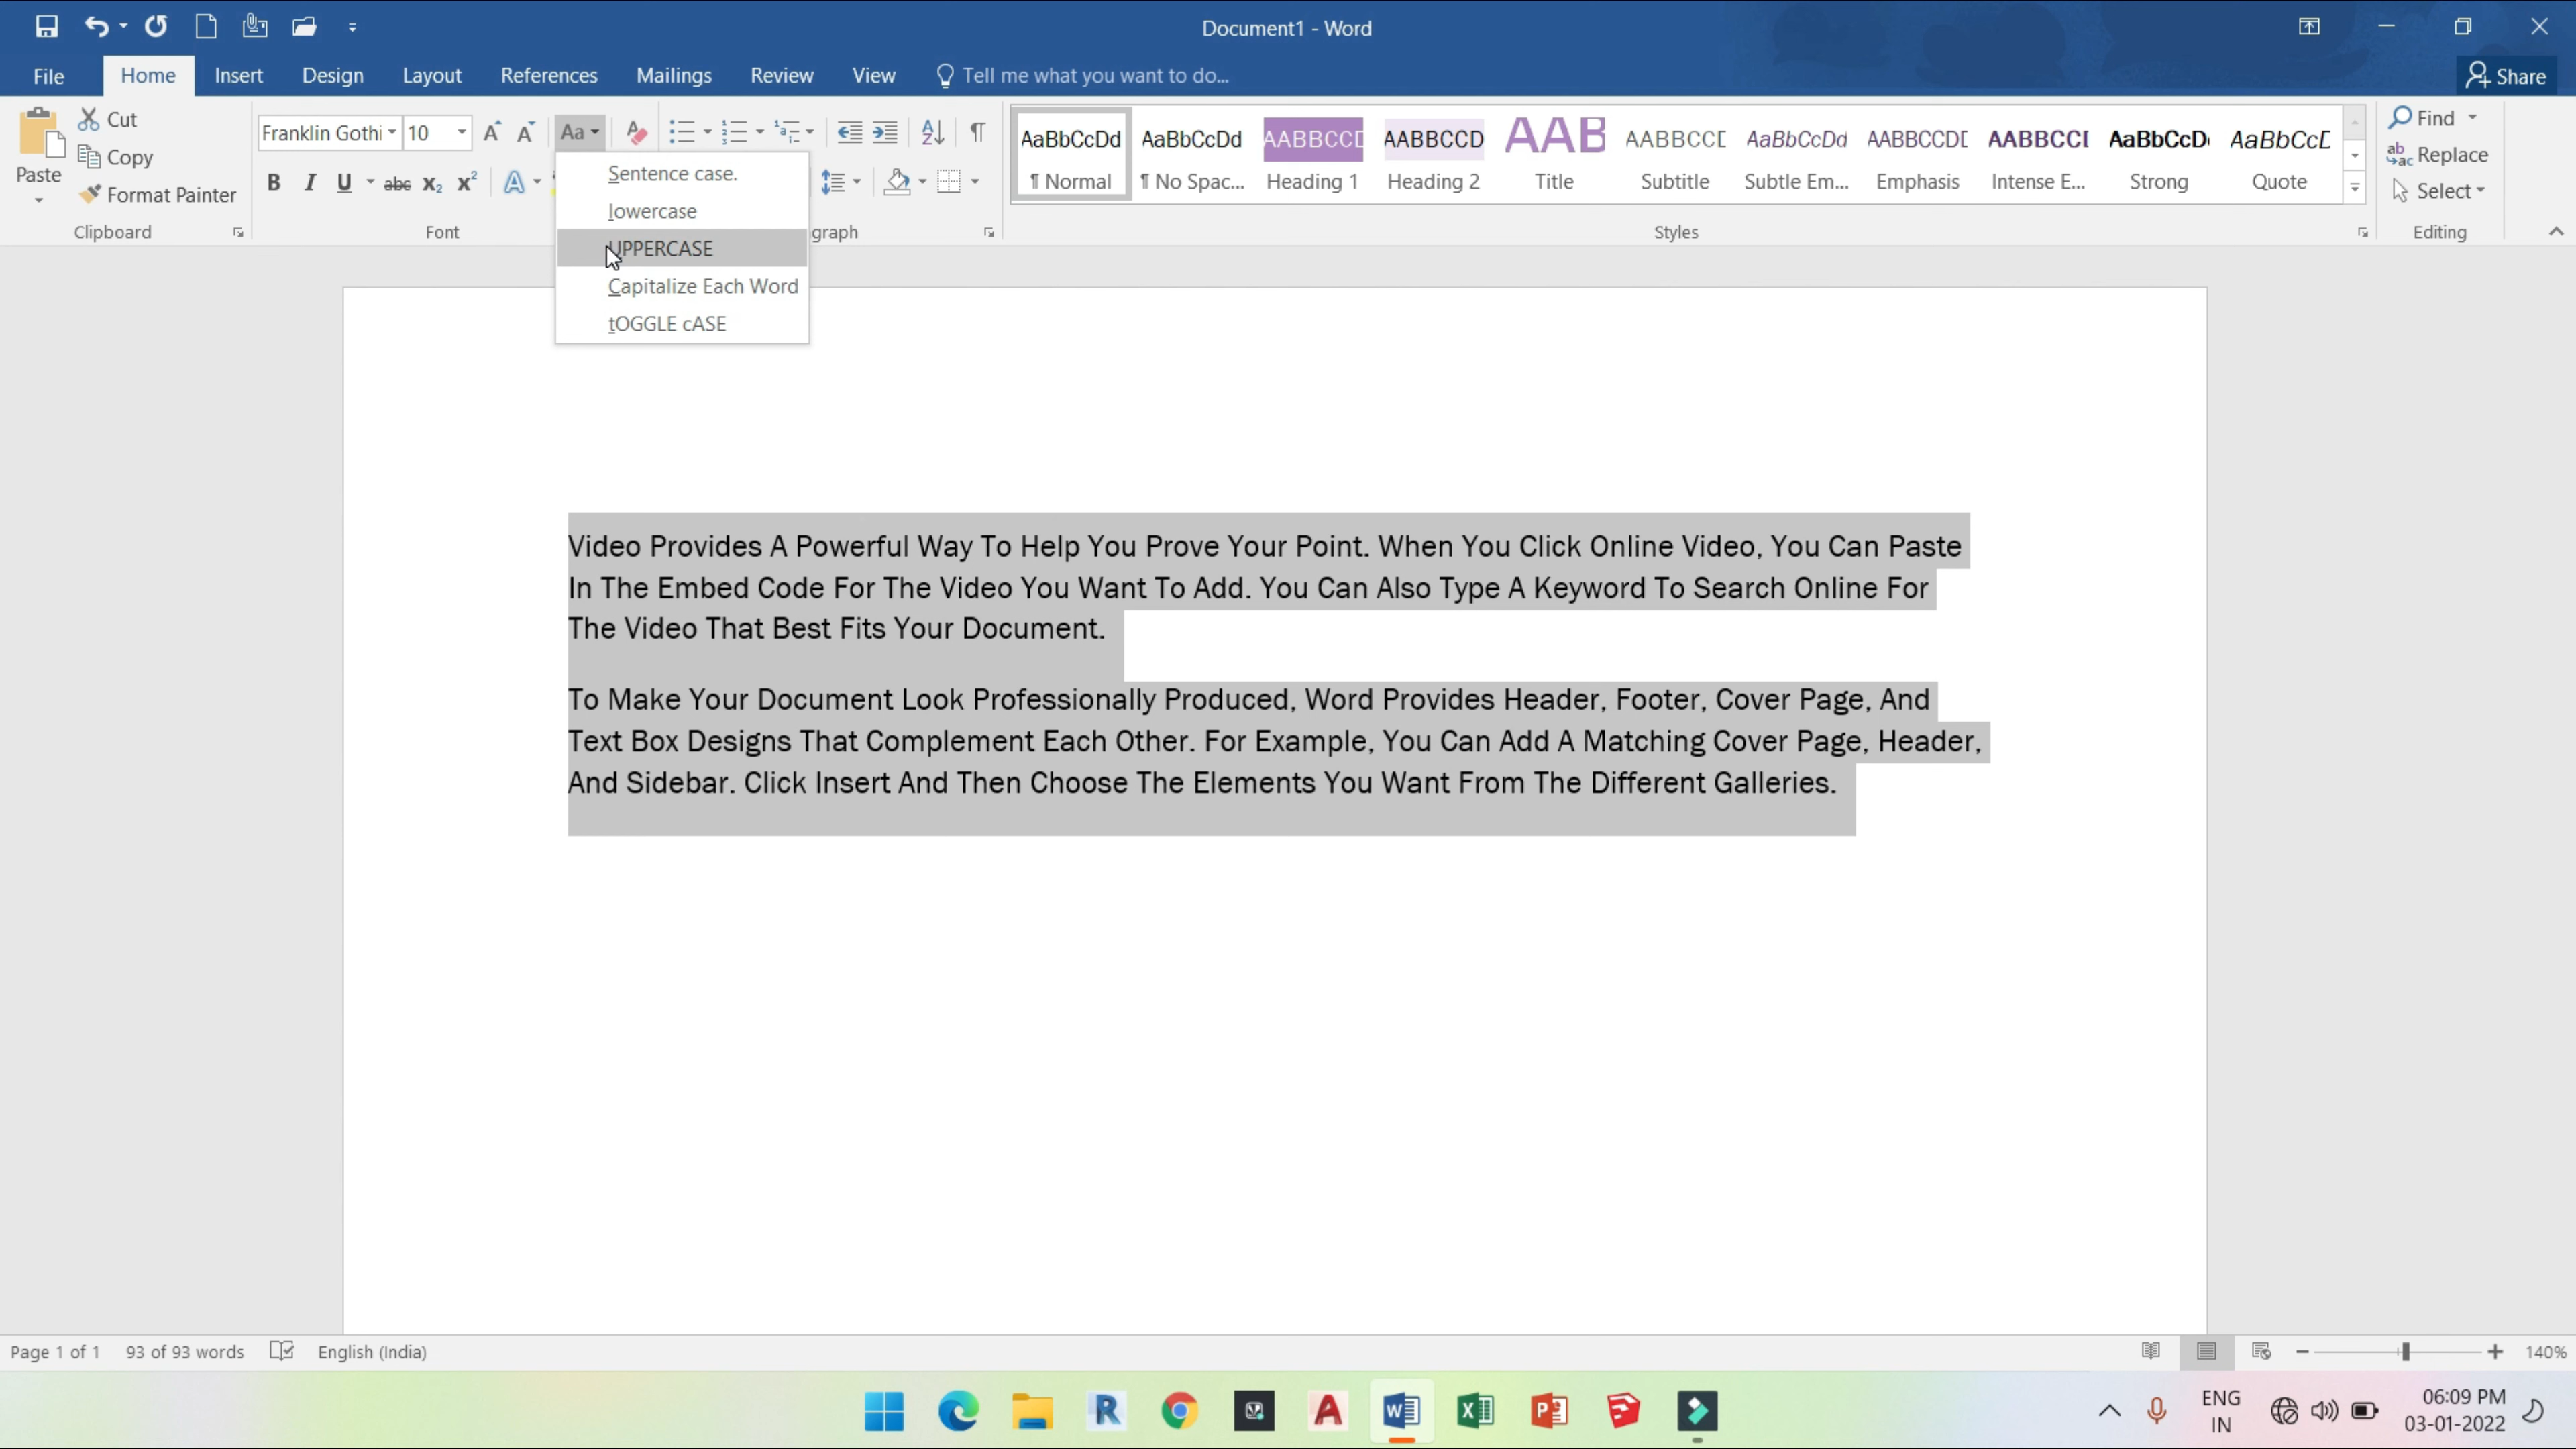 Document1 - Word
File Home Insert Design Layout References Mailings Review View Tell me what you want to do... Share
Paste
Cut
Copy
Format Painter
Clipboard
Franklin Gothi 10 Aa
B I U abc X₂ X²
Font
Sentence case.
lowercase
UPPERCASE
Capitalize Each Word
tOGGLE cASE
graph
AaBbCcDd AaBbCcDd AABBCCD AABBCCD AAB AABBCCD AaBbCcDd AABBCCDD AABBCCD AaBbCcDd AaBbCcD
¶ Normal ¶ No Spac... Heading 1 Heading 2 Title Subtitle Subtle Em... Emphasis Intense E... Strong Quote
Styles
Find
Replace
Select
Editing
Video Provides A Powerful Way To Help You Prove Your Point. When You Click Online Video, You Can Paste
In The Embed Code For The Video You Want To Add. You Can Also Type A Keyword To Search Online For
The Video That Best Fits Your Document.
To Make Your Document Look Professionally Produced, Word Provides Header, Footer, Cover Page, And
Text Box Designs That Complement Each Other. For Example, You Can Add A Matching Cover Page, Header,
And Sidebar. Click Insert And Then Choose The Elements You Want From The Different Galleries.
Page 1 of 1 93 of 93 words English (India) 140%
ENG
IN
06:09 PM
03-01-2022